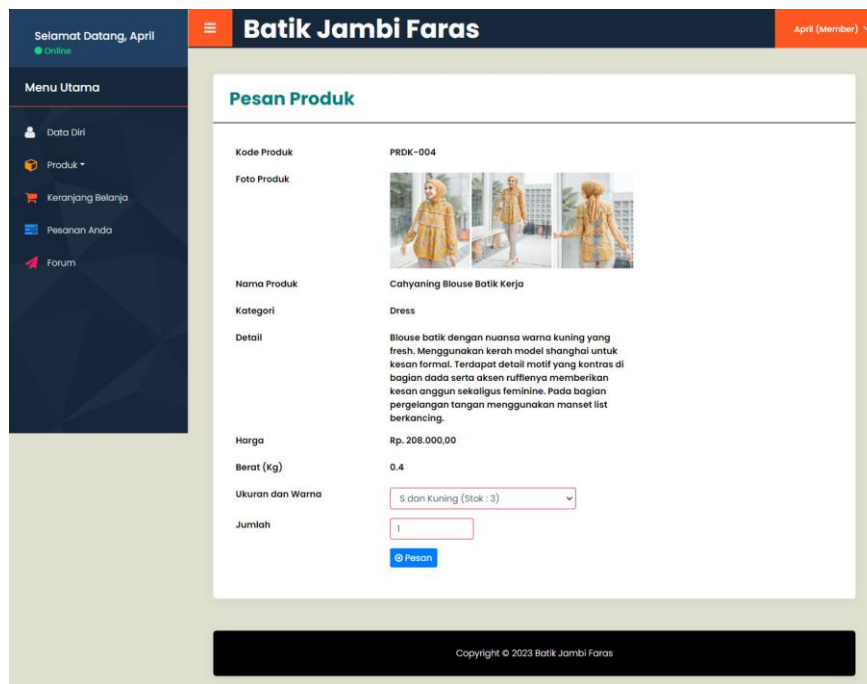 Selamat Datang, April
Online
Batik Jambi Faras
April (Member)
Menu Utama
Data Diri
Produk
Keranjang Belanja
Pesanan Anda
Forum
Pesan Produk
Kode Produk PRDK-004
Foto Produk
Nama Produk Cahyaning Blouse Batik Kerja
Kategori Dress
Detail Blouse batik dengan nuansa warna kuning yang
fresh. Menggunakan kerah model shanghai untuk
kesan formal. Terdapat detail motif yang kontras di
bagian dada serta aksen rufflenya memberikan
kesan anggun sekaligus feminine. Pada bagian
pergelangan tangan menggunakan manset list
berkancing.
Harga Rp. 208.000,00
Berat (Kg) 0.4
Ukuran dan Warna S dan Kuning (Stok : 3)
Jumlah 1
Pesan
Copyright © 2023 Batik Jambi Faras